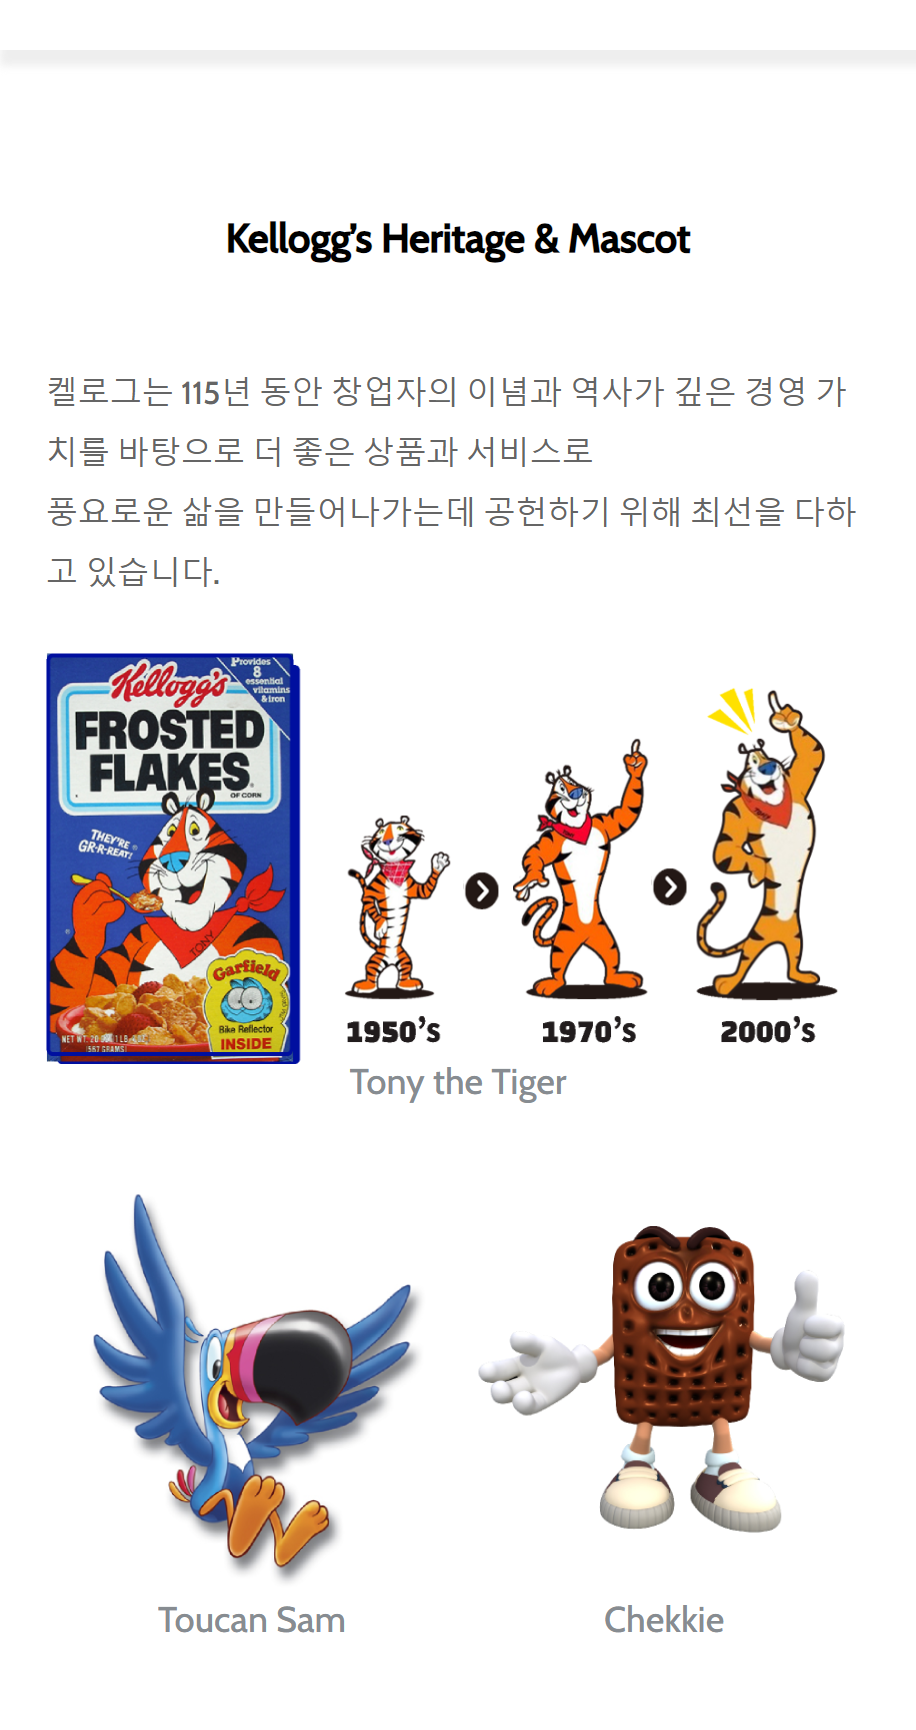 Kellogg's Heritage & Mascot
켈로그는 115년 동안 창업자의 이념과 역사가 깊은 경영 가
치를 바탕으로 더 좋은 상품과 서비스로
풍요로운 삶을 만들어나가는데 공헌하기 위해 최선을 다하
고 있습니다.
Provides
8
essential
vitamins
& iron
Kellogg's
FROSTED
FLAKES
OF CORN
THEY'RE
GR-R-REAT!
TONY
Garfield
Bike Reflector
INSIDE
NET WT. 20 OZ. 1 LB.
(567 GRAMS)
1950's
1970's
2000's
Tony the Tiger
Toucan Sam
Chekkie